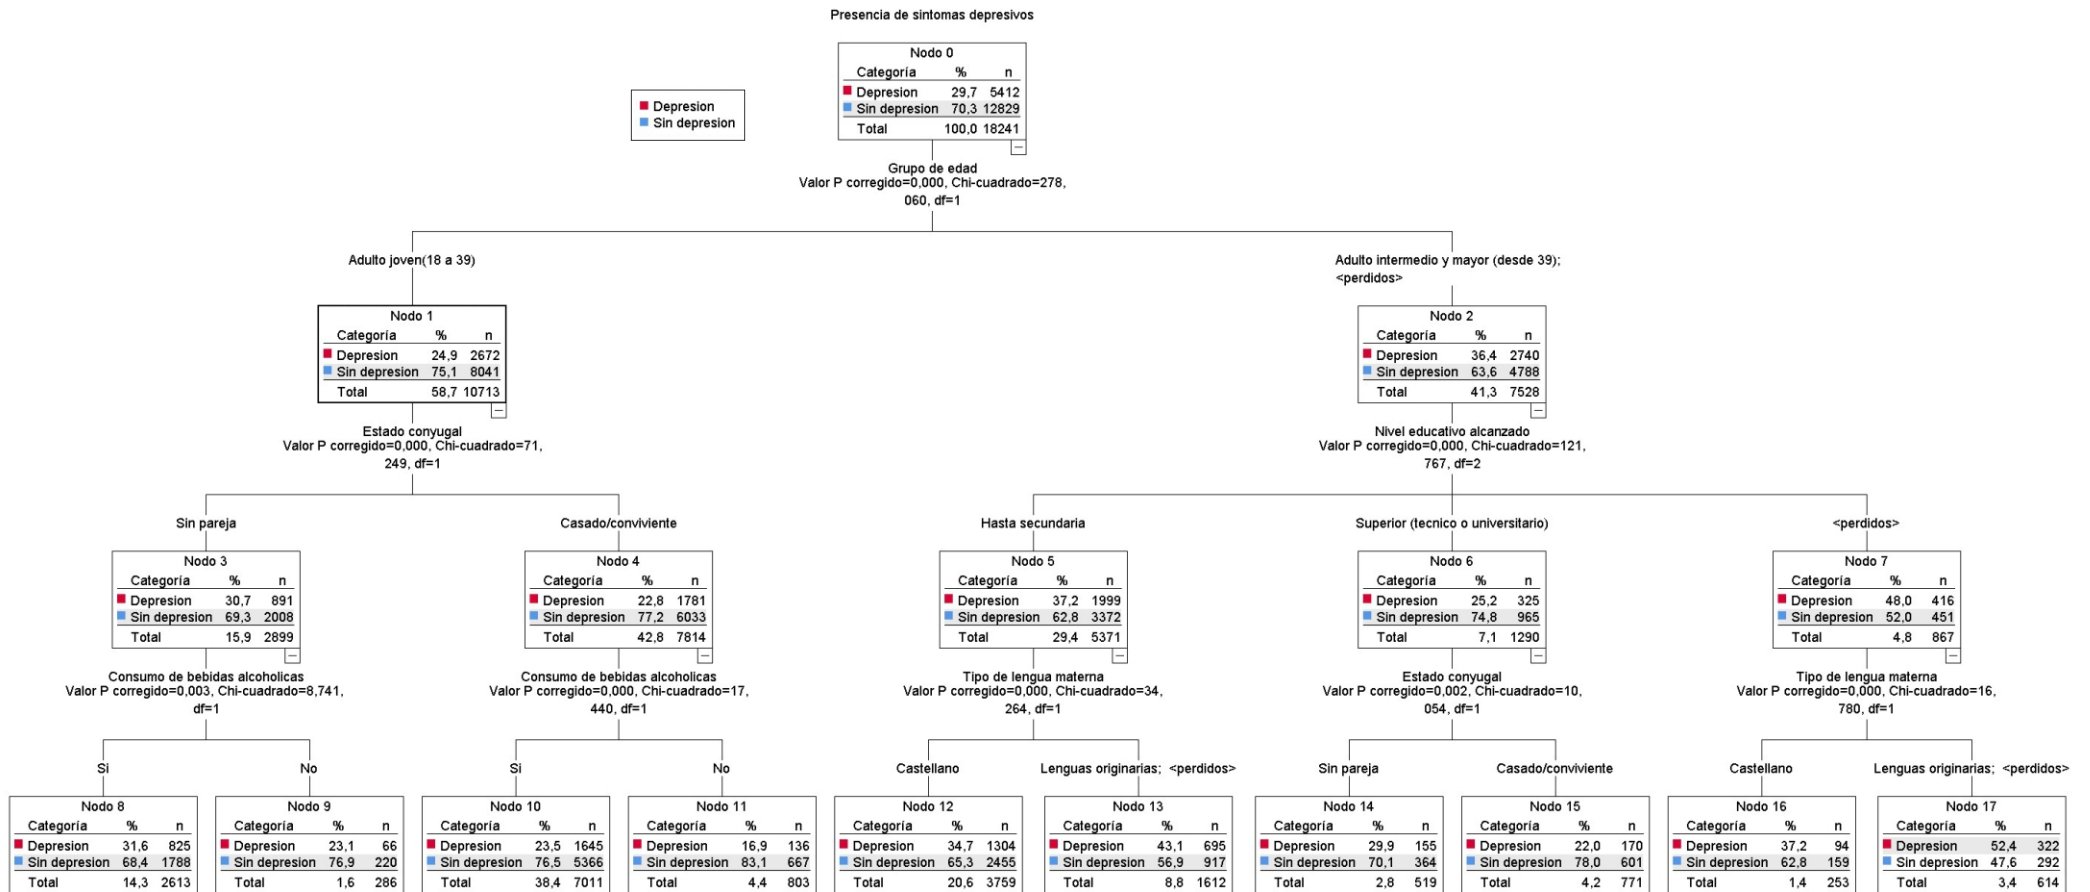 Presencia de sintomas depresivos
Depresion
Sin depresion
Nodo 0
Categoría % n
Depresion 29,7 5412
Sin depresion 70,3 12829
Total 100,0 18241
Grupo de edad
Valor P corregido=0,000, Chi-cuadrado=278,
060, df=1
Adulto joven(18 a 39)
Adulto intermedio y mayor (desde 39);
<perdidos>
Nodo 1
Categoría % n
Depresion 24,9 2672
Sin depresion 75,1 8041
Total 58,7 10713
Nodo 2
Categoría % n
Depresion 36,4 2740
Sin depresion 63,6 4788
Total 41,3 7528
Estado conyugal
Valor P corregido=0,000, Chi-cuadrado=71,
249, df=1
Nivel educativo alcanzado
Valor P corregido=0,000, Chi-cuadrado=121,
767, df=2
Sin pareja
Casado/conviviente
Hasta secundaria
Superior (tecnico o universitario)
<perdidos>
Nodo 3
Categoría % n
Depresion 30,7 891
Sin depresion 69,3 2008
Total 15,9 2899
Nodo 4
Categoría % n
Depresion 22,8 1781
Sin depresion 77,2 6033
Total 42,8 7814
Nodo 5
Categoría % n
Depresion 37,2 1999
Sin depresion 62,8 3372
Total 29,4 5371
Nodo 6
Categoría % n
Depresion 25,2 325
Sin depresion 74,8 965
Total 7,1 1290
Nodo 7
Categoría % n
Depresion 48,0 416
Sin depresion 52,0 451
Total 4,8 867
Consumo de bebidas alcoholicas
Valor P corregido=0,003, Chi-cuadrado=8,741,
df=1
Consumo de bebidas alcoholicas
Valor P corregido=0,000, Chi-cuadrado=17,
440, df=1
Tipo de lengua materna
Valor P corregido=0,000, Chi-cuadrado=34,
264, df=1
Estado conyugal
Valor P corregido=0,002, Chi-cuadrado=10,
054, df=1
Tipo de lengua materna
Valor P corregido=0,000, Chi-cuadrado=16,
780, df=1
Si
No
Si
No
Castellano
Lenguas originarias; <perdidos>
Sin pareja
Casado/conviviente
Castellano
Lenguas originarias; <perdidos>
Nodo 8
Categoría % n
Depresion 31,6 825
Sin depresion 68,4 1788
Total 14,3 2613
Nodo 9
Categoría % n
Depresion 23,1 66
Sin depresion 76,9 220
Total 1,6 286
Nodo 10
Categoría % n
Depresion 23,5 1645
Sin depresion 76,5 5366
Total 38,4 7011
Nodo 11
Categoría % n
Depresion 16,9 136
Sin depresion 83,1 667
Total 4,4 803
Nodo 12
Categoría % n
Depresion 34,7 1304
Sin depresion 65,3 2455
Total 20,6 3759
Nodo 13
Categoría % n
Depresion 43,1 695
Sin depresion 56,9 917
Total 8,8 1612
Nodo 14
Categoría % n
Depresion 29,9 155
Sin depresion 70,1 364
Total 2,8 519
Nodo 15
Categoría % n
Depresion 22,0 170
Sin depresion 78,0 601
Total 4,2 771
Nodo 16
Categoría % n
Depresion 37,2 94
Sin depresion 62,8 159
Total 1,4 253
Nodo 17
Categoría % n
Depresion 52,4 322
Sin depresion 47,6 292
Total 3,4 614